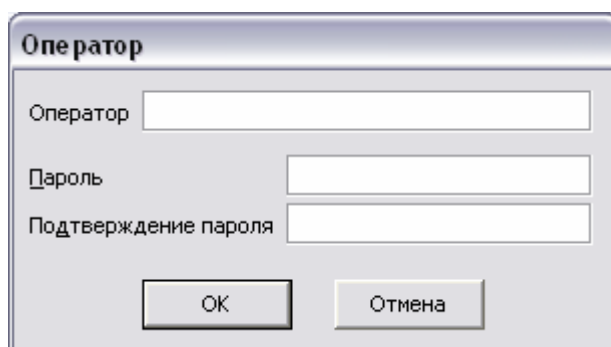 Оператор
Оператор
Пароль
Подтверждение пароля
OK Отмена